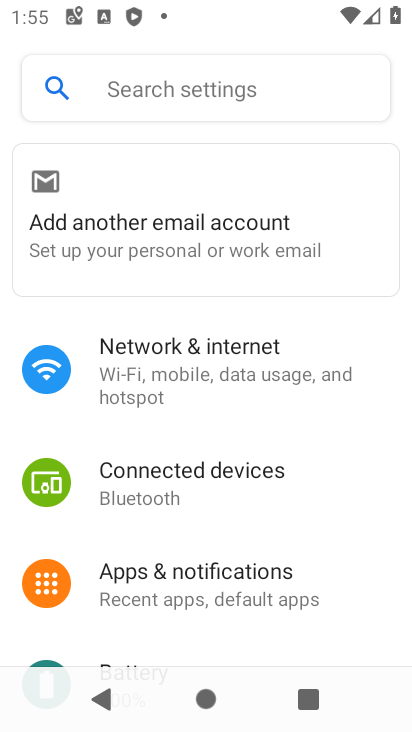 1:55
Search settings
Add another email account
Set up your personal or work email
Network & internet
Wi-Fi, mobile, data usage, and
hotspot
Connected devices
Bluetooth
Apps & notifications
Recent apps, default apps
Battery
100%